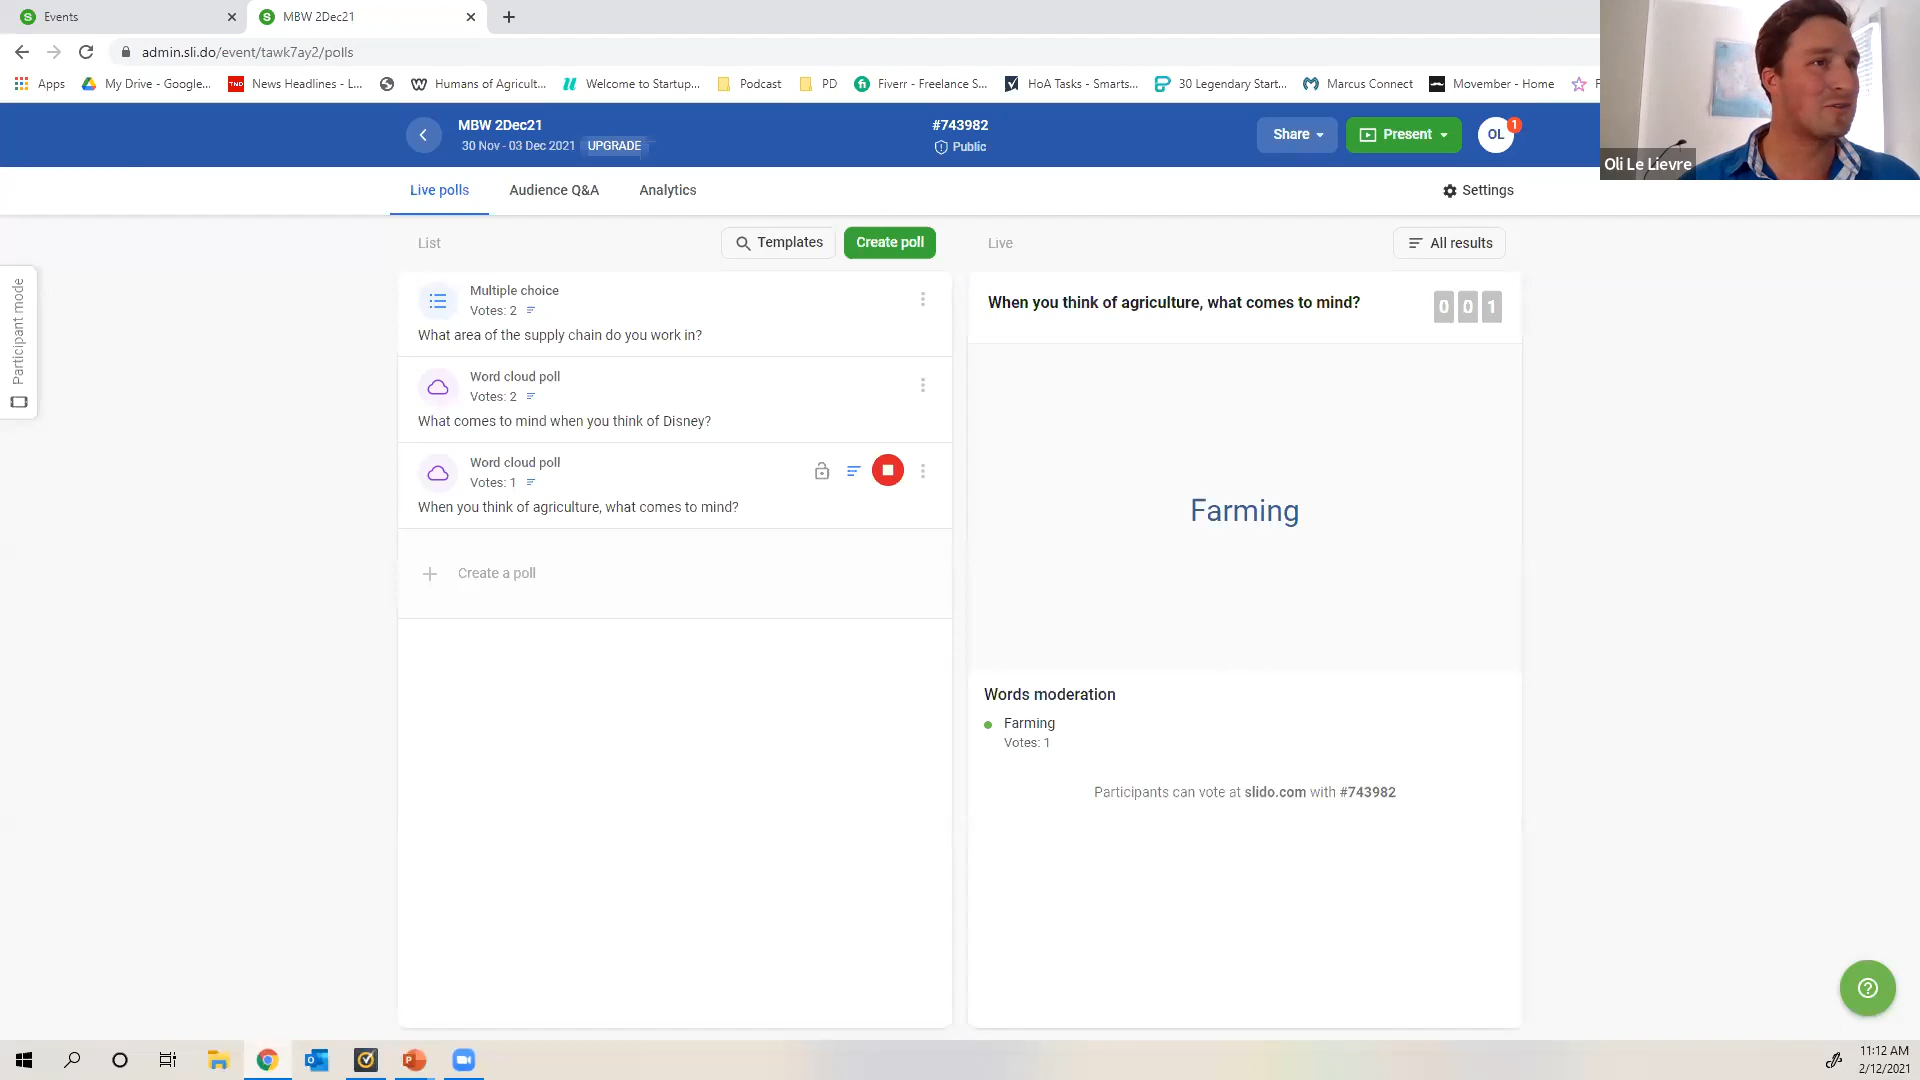 Events
MBW 2Dec21
admin.sli.do/event/tawk7ay2/polls
Apps
My Drive - Google...
News Headlines - L...
Humans of Agricult...
Welcome to Startup...
Podcast
PD
Fiverr - Freelance S...
HoA Tasks - Smarts...
30 Legendary Start...
Marcus Connect
Movember - Home
F
MBW 2Dec21
30 Nov - 03 Dec 2021 UPGRADE
#743982
Public
Share
Present
OL
1
Oli Le Lievre
Live polls
Audience Q&A
Analytics
Settings
Participant mode
List
Templates
Create poll
Multiple choice
Votes: 2
What area of the supply chain do you work in?
Word cloud poll
Votes: 2
What comes to mind when you think of Disney?
Word cloud poll
Votes: 1
When you think of agriculture, what comes to mind?
Create a poll
Live
All results
When you think of agriculture, what comes to mind?
0 0 1
Farming
Words moderation
Farming
Votes: 1
Participants can vote at slido.com with #743982
11:12 AM
2/12/2021